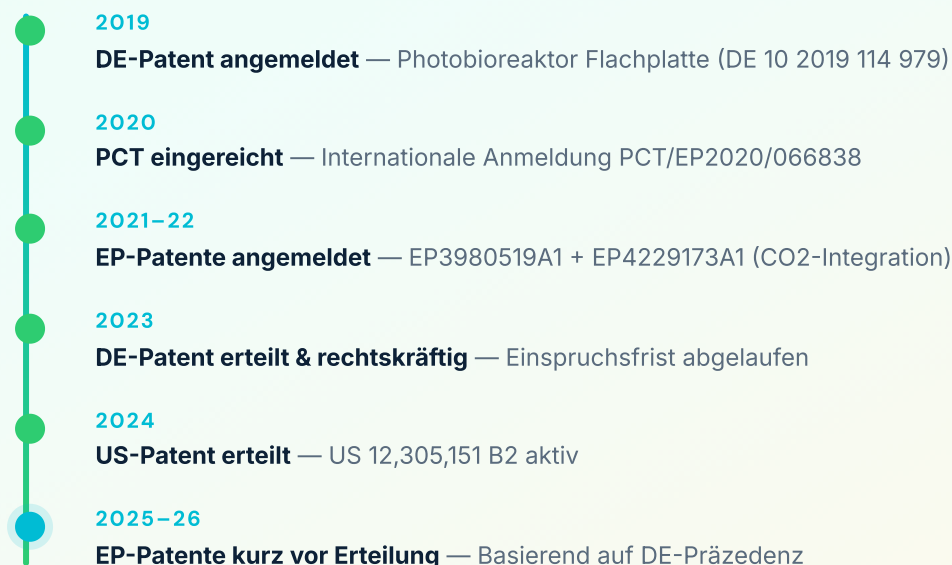 2019
DE-Patent angemeldet — Photobioreaktor Flachplatte (DE 10 2019 114 979)
2020
PCT eingereicht — Internationale Anmeldung PCT/EP2020/066838
2021–22
EP-Patente angemeldet — EP3980519A1 + EP4229173A1 (CO2-Integration)
2023
DE-Patent erteilt & rechtskräftig — Einspruchsfrist abgelaufen
2024
US-Patent erteilt — US 12,305,151 B2 aktiv
2025–26
EP-Patente kurz vor Erteilung — Basierend auf DE-Präzedenz